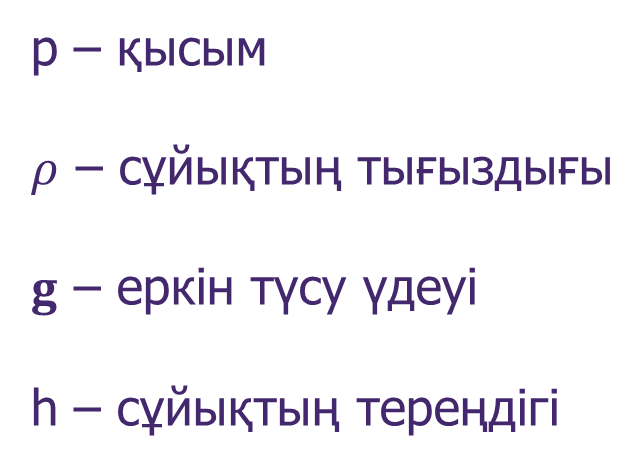 p – қысым
ρ – сұйықтың тығыздығы
g – еркін түсу үдеуі
h – сұйықтың тереңдігі